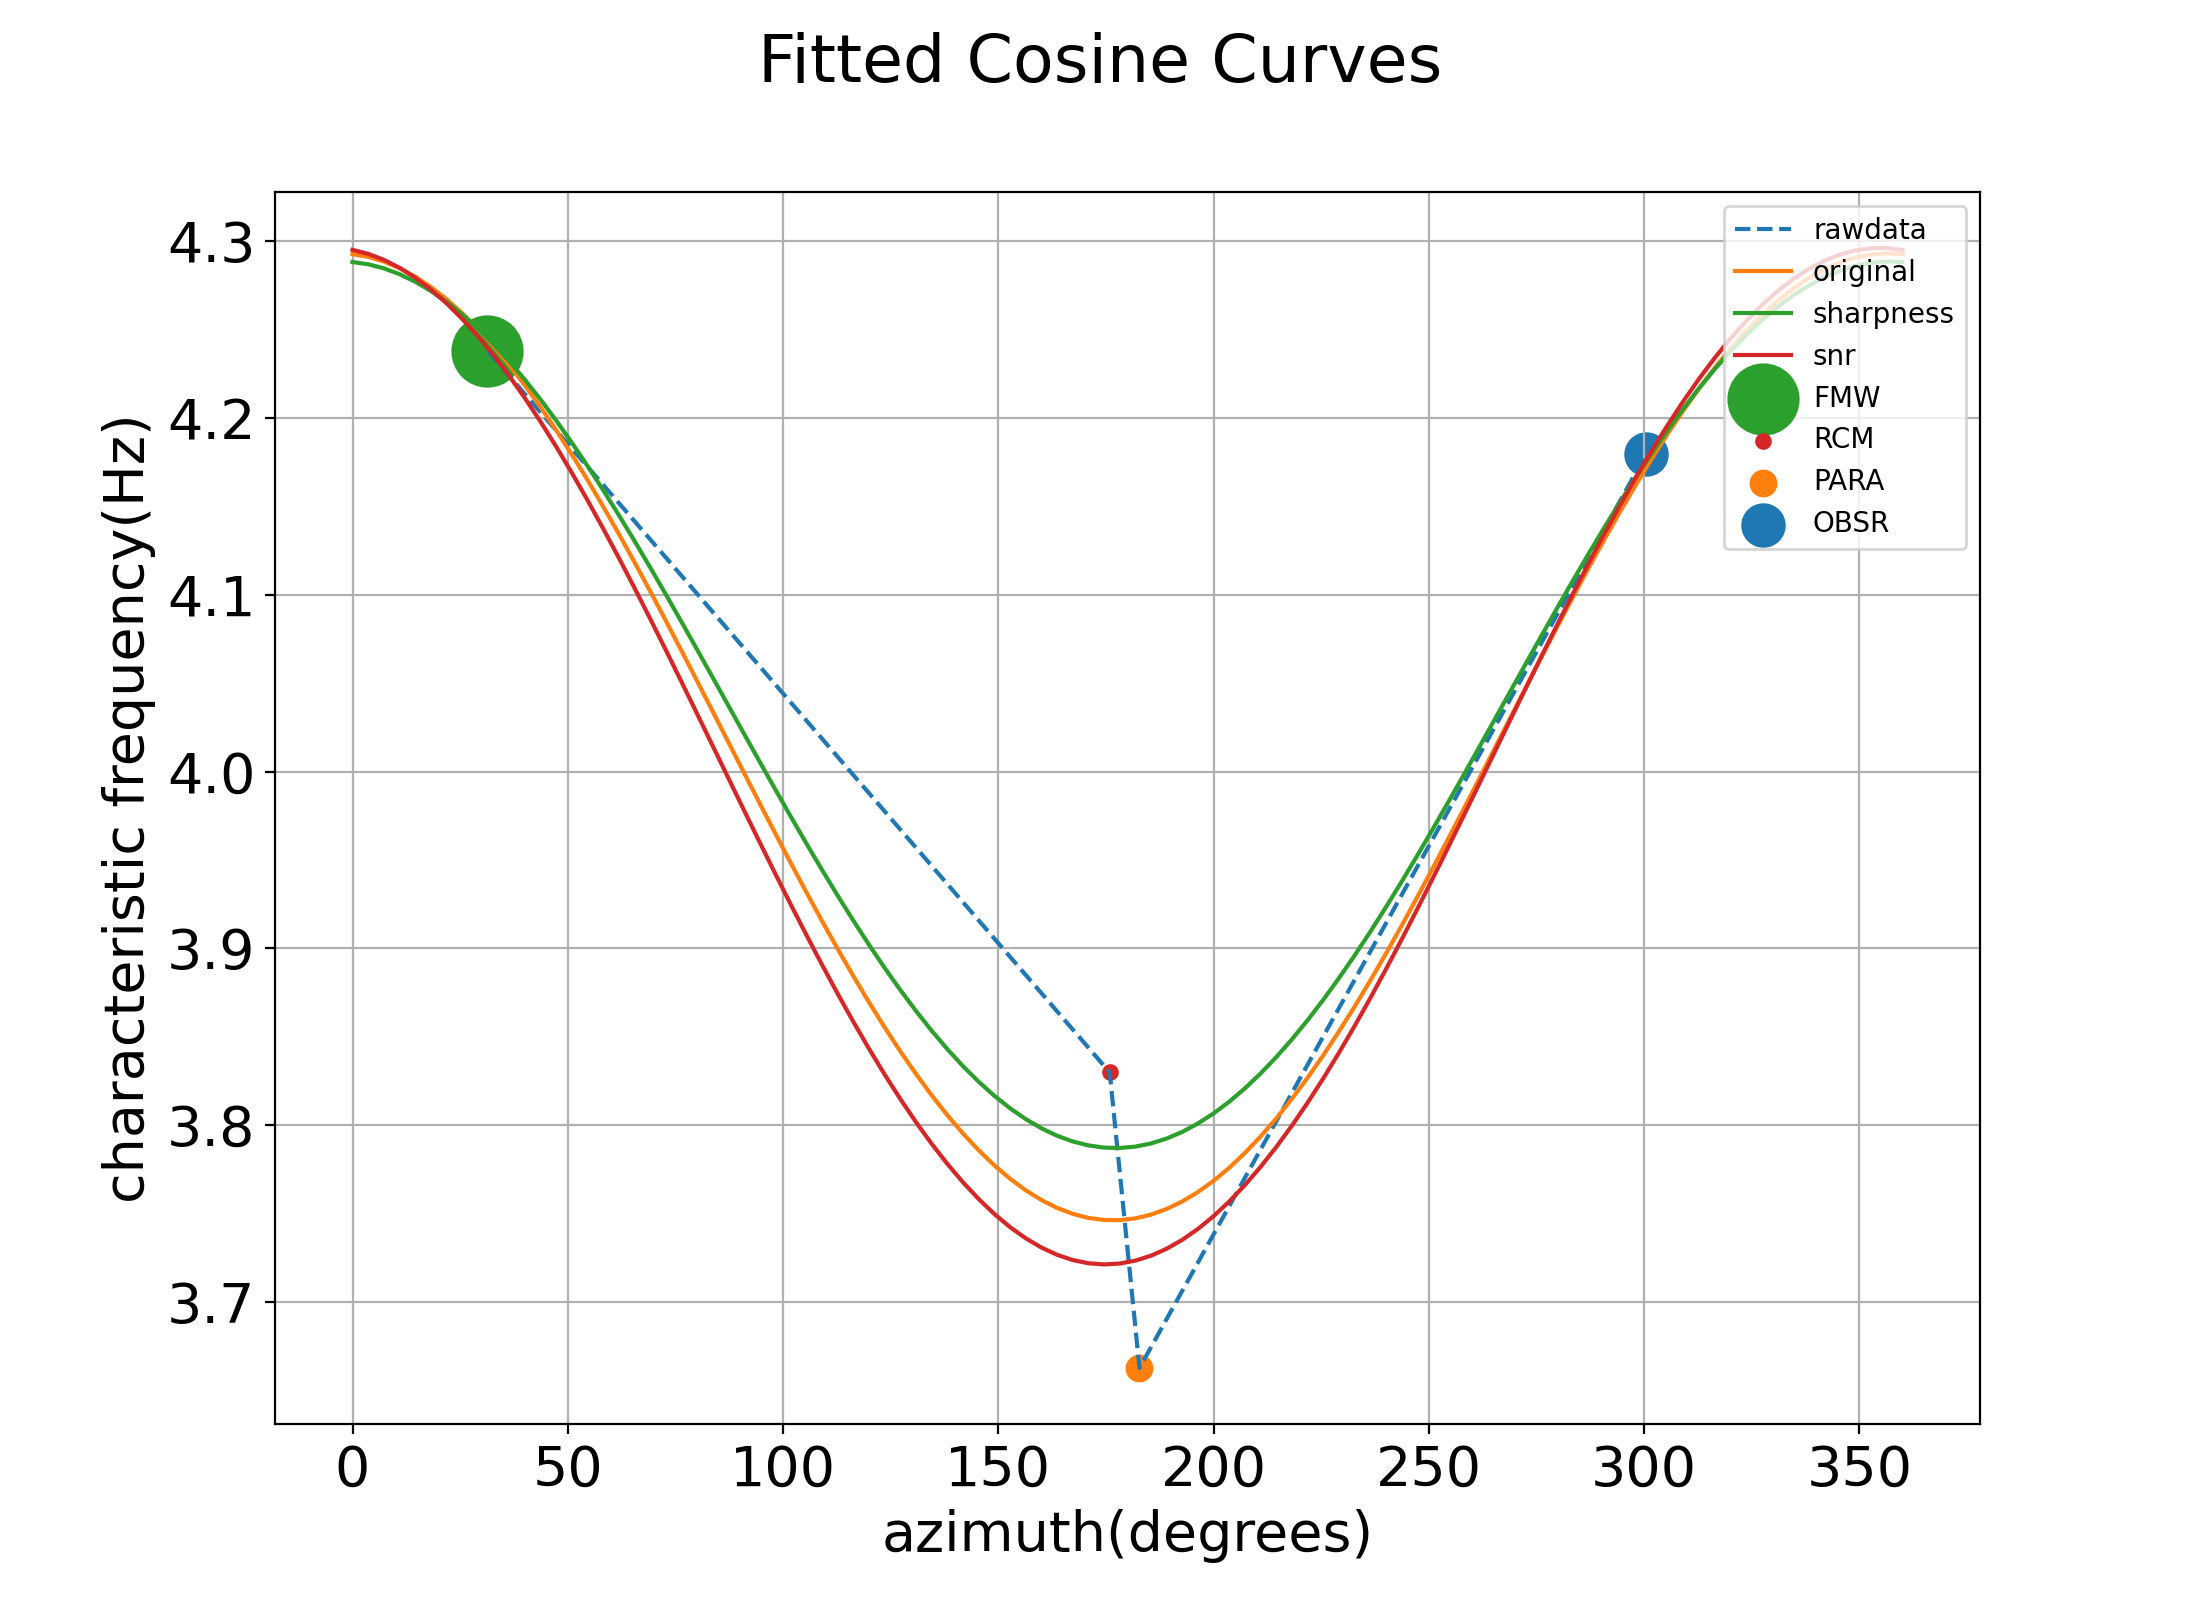 Fitted Cosine Curves
4.3
4.2
4.1
4.0
3.9
3.8
3.7
characteristic frequency(Hz)
rawdata
original
sharpness
snr
FMW
RCM
PARA
OBSR
0 50 100 150 200 250 300 350
azimuth(degrees)